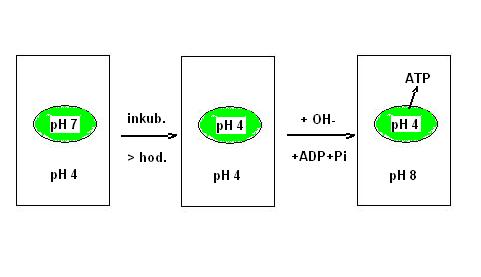 pH 7
pH 4
inkub.
> hod.
pH 4
pH 4
+ OH-
+ADP+Pi
ATP
pH 4
pH 8